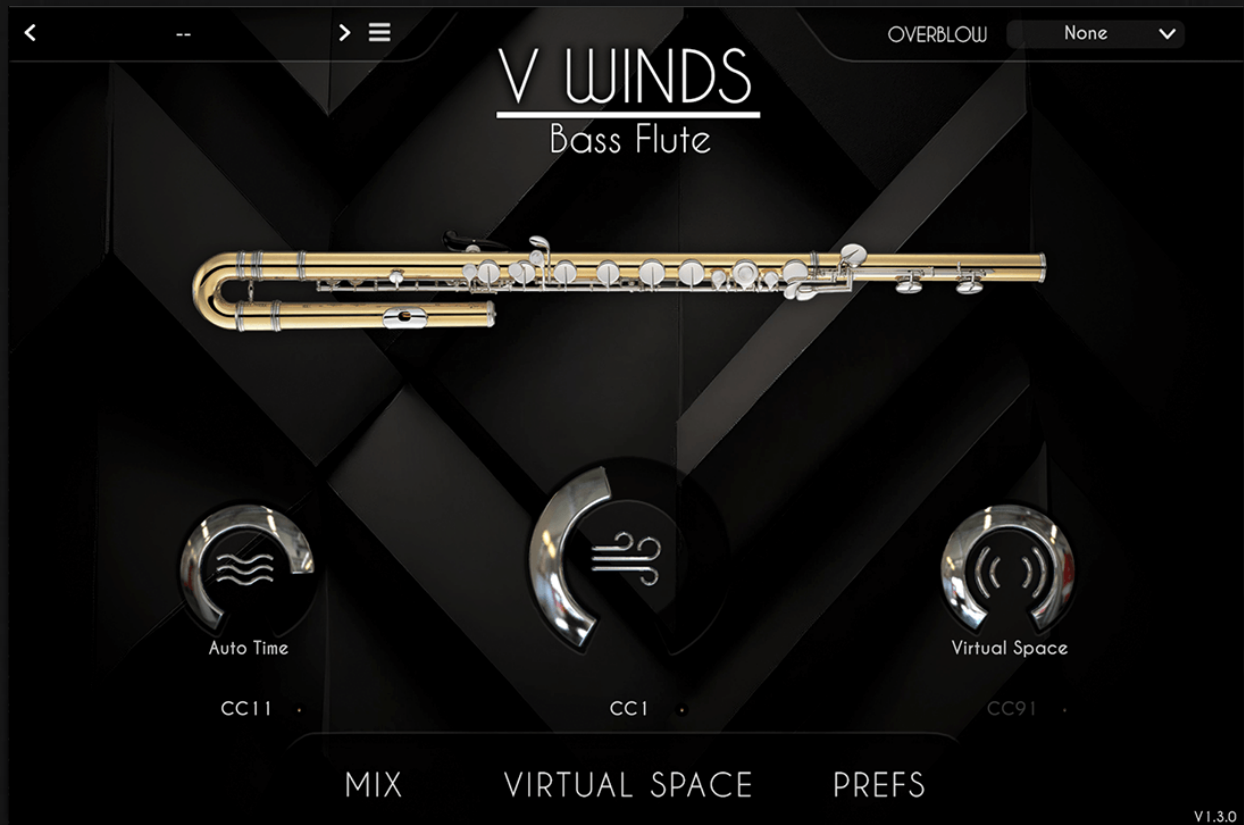 --
OVERBLOW None
V WINDS
Bass Flute
Auto Time
Virtual Space
CC11
CC1
CC91
MIX VIRTUAL SPACE PREFS
V1.3.0